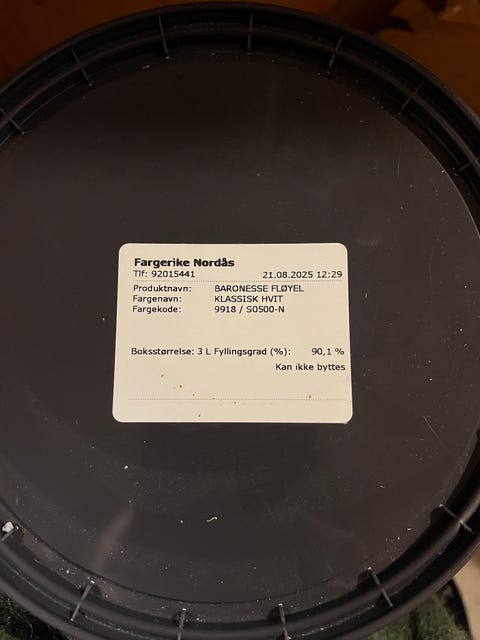 Fargerike Nordås
Tlf: 92015441 21.08.2025 12:29
Produktnavn: BARONESSE FLØYEL
Fargenavn: KLASSISK HVIT
Fargekode: 9918 / S0500-N
Boksstørrelse: 3 L Fyllingsgrad (%): 90,1 %
Kan ikke byttes